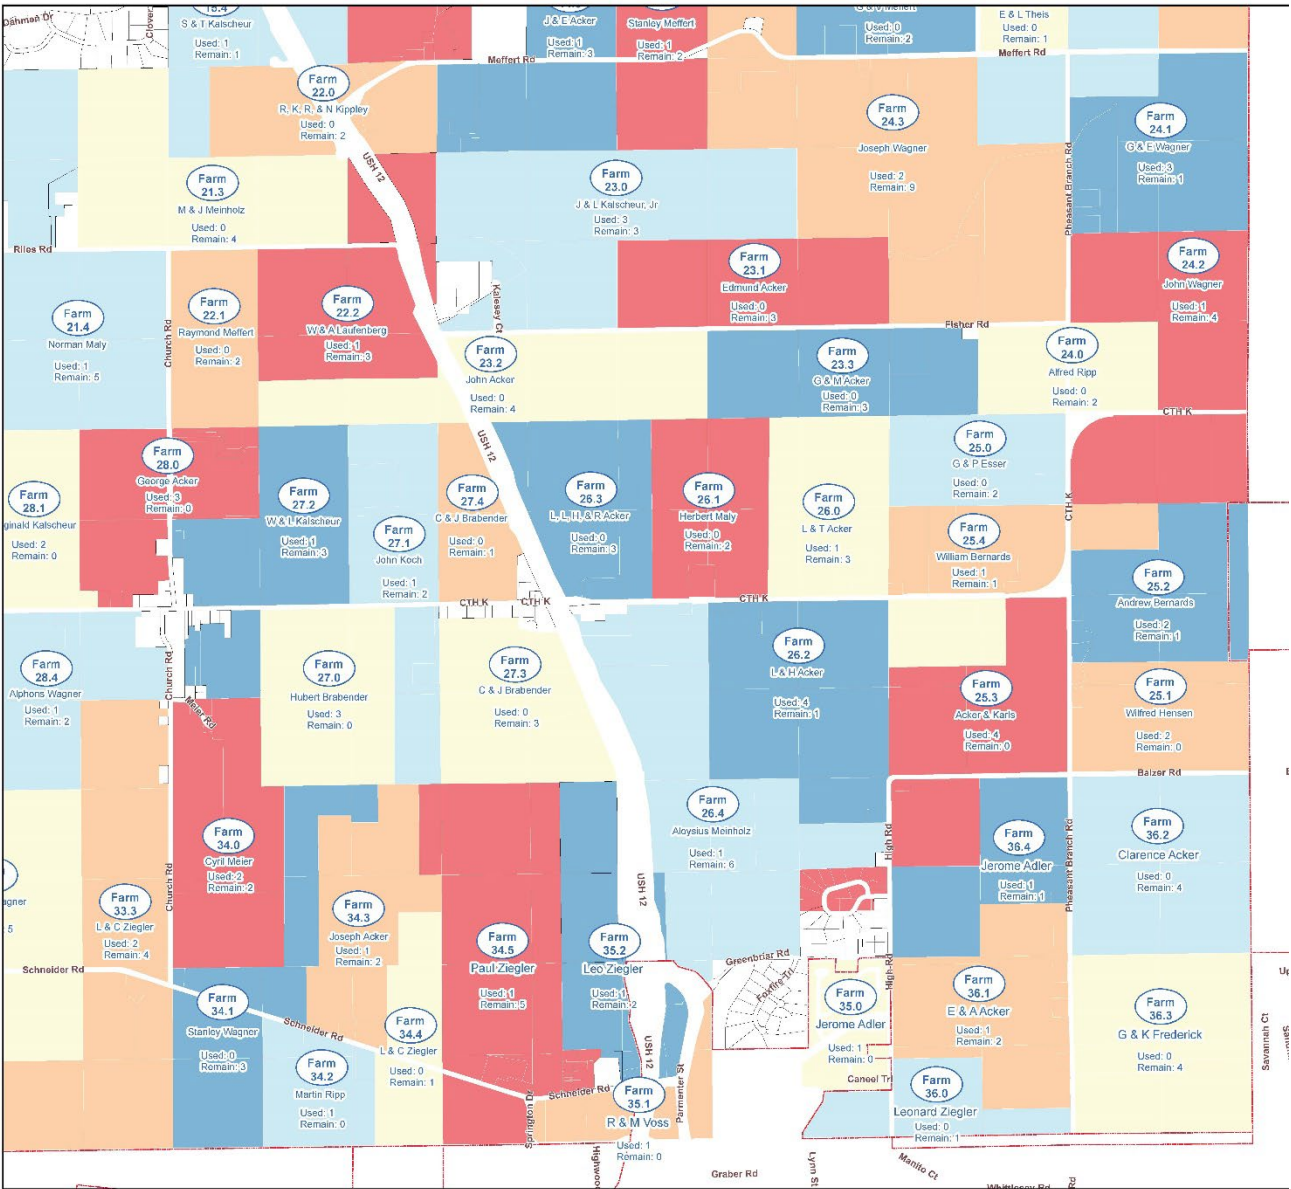 Dahmen Dr
Clover
15.4
S & T Kalscheur
Used: 1
Remain: 1
J & E Acker
Used: 1
Remain: 3
Stanley Meffert
Used: 1
Remain: 2
G & V Meffert
Used: 0
Remain: 2
E & L Theis
Used: 0
Remain: 1
Meffert Rd
Meffert Rd
Farm
22.0
R, K, R, & N Kippley
Used: 0
Remain: 2
Farm
24.3
Joseph Wagner
Used: 2
Remain: 9
Farm
24.1
G & E Wagner
Used: 3
Remain: 1
Pheasant Branch Rd
USH 12
Farm
21.3
M & J Meinholz
Used: 0
Remain: 4
Farm
23.0
J & L Kalscheur, Jr
Used: 3
Remain: 3
Riles Rd
Farm
23.1
Edmund Acker
Used: 0
Remain: 3
Farm
24.2
John Wagner
Used: 1
Remain: 4
Farm
21.4
Norman Maly
Used: 1
Remain: 5
Church Rd
Farm
22.1
Raymond Meffert
Used: 0
Remain: 2
Farm
22.2
W & A Laufenberg
Used: 1
Remain: 3
Kalesey Ct
Fisher Rd
Farm
23.2
John Acker
Used: 0
Remain: 4
Farm
23.3
G & M Acker
Used: 0
Remain: 3
Farm
24.0
Alfred Ripp
Used: 0
Remain: 2
CTH K
USH 12
Farm
28.0
George Acker
Used: 3
Remain: 0
Farm
25.0
G & P Esser
Used: 0
Remain: 2
Farm
28.1
ginald Kalscheur
Used: 2
Remain: 0
Farm
27.2
W & L Kalscheur
Used: 1
Remain: 3
Farm
27.1
John Koch
Used: 1
Remain: 2
Farm
27.4
C & J Brabender
Used: 0
Remain: 1
Farm
26.3
L, L, H, & R Acker
Used: 0
Remain: 3
Farm
26.1
Herbert Maly
Used: 0
Remain: 2
Farm
26.0
L & T Acker
Used: 1
Remain: 3
Farm
25.4
William Bernards
Used: 1
Remain: 1
CTH K
Farm
25.2
Andrew Bernards
Used: 2
Remain: 1
CTH K
CTH K
CTH K
Farm
28.4
Alphons Wagner
Used: 1
Remain: 2
Church Rd
Meier Rd
Farm
27.0
Hubert Brabender
Used: 3
Remain: 0
Farm
27.3
C & J Brabender
Used: 0
Remain: 3
Farm
26.2
L & H Acker
Used: 4
Remain: 1
Farm
25.3
Acker & Karls
Used: 4
Remain: 0
Farm
25.1
Wilfred Hensen
Used: 2
Remain: 0
Balzer Rd
Farm
34.0
Cyril Meier
Used: 2
Remain: 2
Farm
26.4
Aloysius Meinholz
Used: 1
Remain: 6
High Rd
Farm
36.4
Jerome Adler
Used: 1
Remain: 1
Pheasant Branch Rd
Farm
36.2
Clarence Acker
Used: 0
Remain: 4
agner
5
Farm
33.3
L & C Ziegler
Used: 2
Remain: 4
Church Rd
Farm
34.3
Joseph Acker
Used: 1
Remain: 2
Farm
34.5
Paul Ziegler
Used: 1
Remain: 5
Farm
35.2
Leo Ziegler
Used: 1
Remain: 2
USH 12
Greenbriar Rd
Foxfire Trl
High Rd
Schneider Rd
Farm
34.1
Stanley Wagner
Used: 0
Remain: 3
Schneider Rd
Farm
34.4
L & C Ziegler
Used: 0
Remain: 1
Farm
35.0
Jerome Adler
Used: 1
Remain: 0
Caneel Trl
Farm
36.1
E & A Acker
Used: 1
Remain: 2
Farm
36.3
G & K Frederick
Used: 0
Remain: 4
Up
Savannah Ct
Farm
34.2
Martin Ripp
Used: 1
Remain: 0
Springton Dr
Schneider Rd
USH 12
Parmenter St
Farm
35.1
R & M Voss
Used: 1
Remain: 0
Farm
36.0
Leonard Ziegler
Used: 0
Remain: 1
Graber Rd
Lynn St
Manito Ct
Whittlesey Rd
Rd